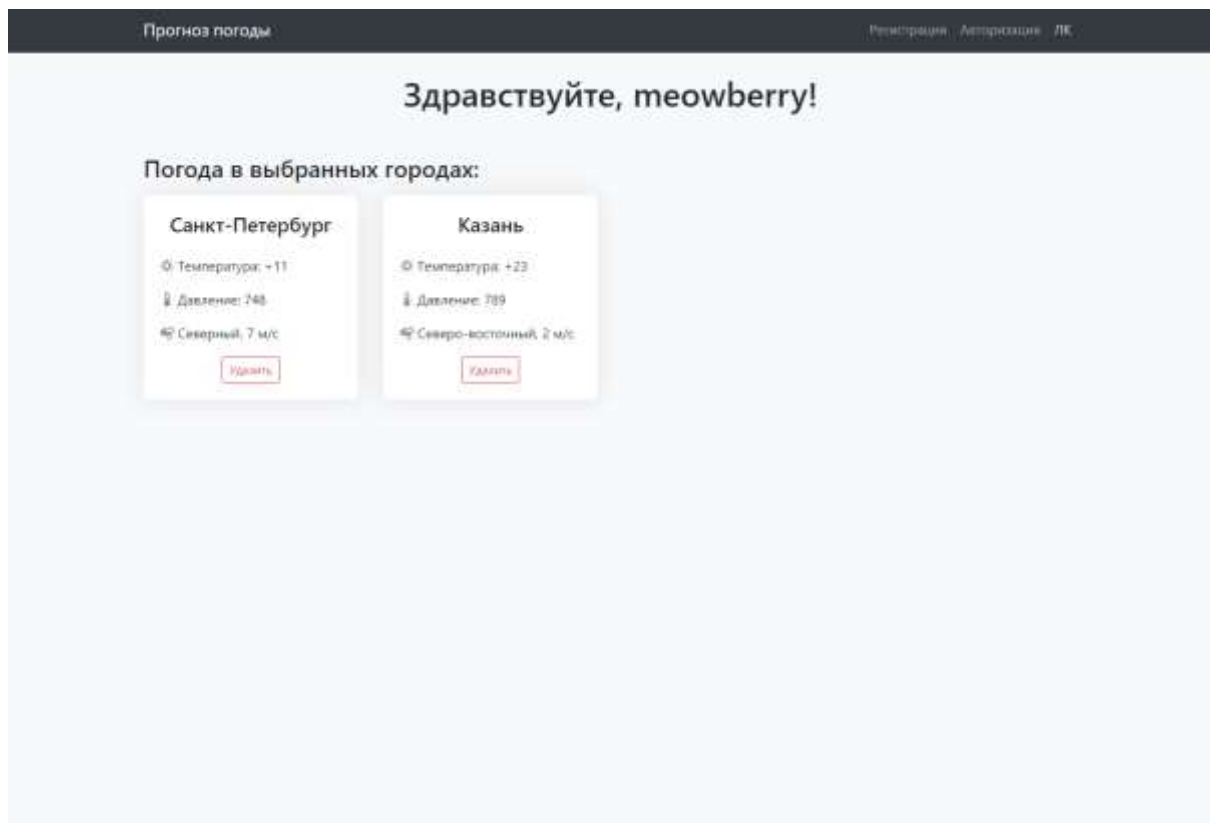 Прогноз погоды
Регистрация Авторизация ЛК
Здравствуйте, meowberry!
Погода в выбранных городах:
Санкт-Петербург
Температура: +11
Давление: 748
Северный, 7 м/с
Удалить
Казань
Температура: +23
Давление: 789
Северо-восточный, 2 м/с
Удалить